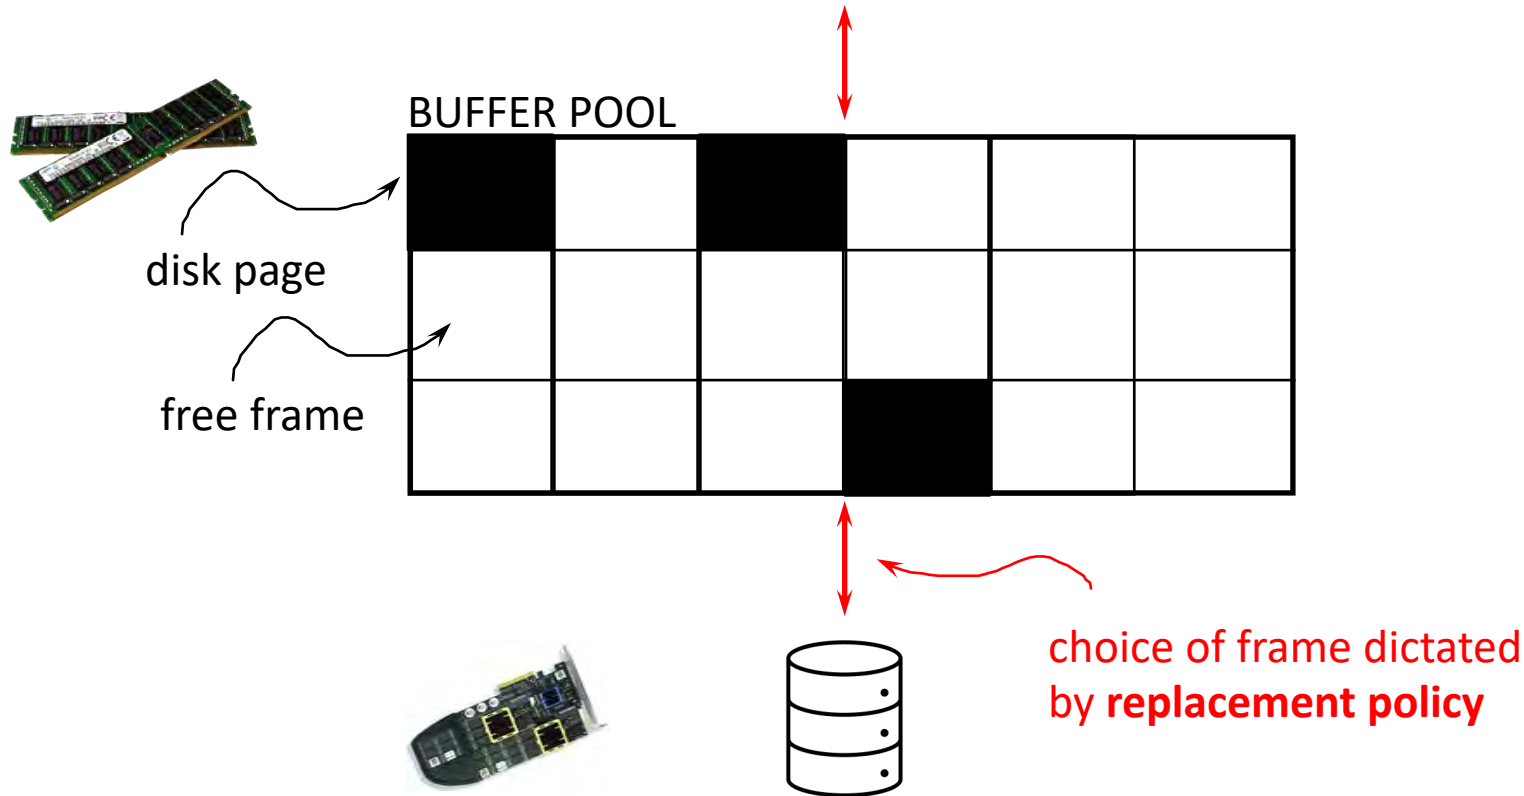 BUFFER POOL
disk page
free frame
choice of frame dictated
by replacement policy